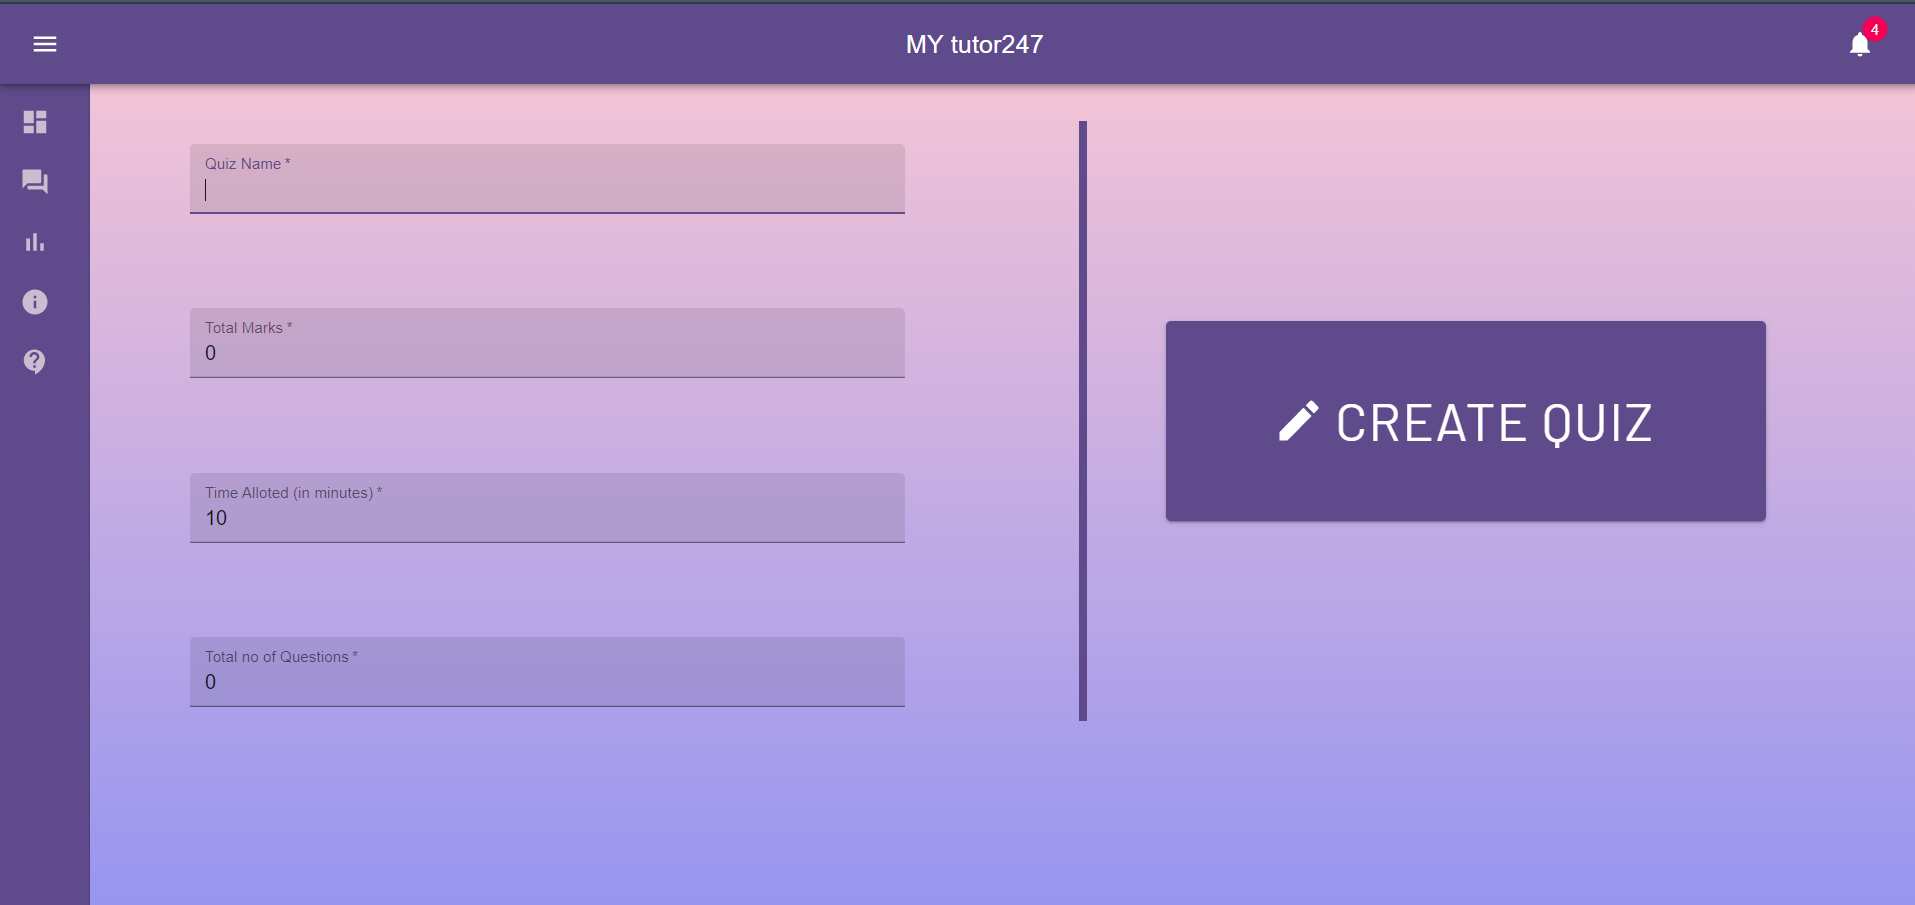 MY tutor247
4
Quiz Name *
Total Marks *
0
Time Alloted (in minutes) *
10
Total no of Questions *
0
CREATE QUIZ